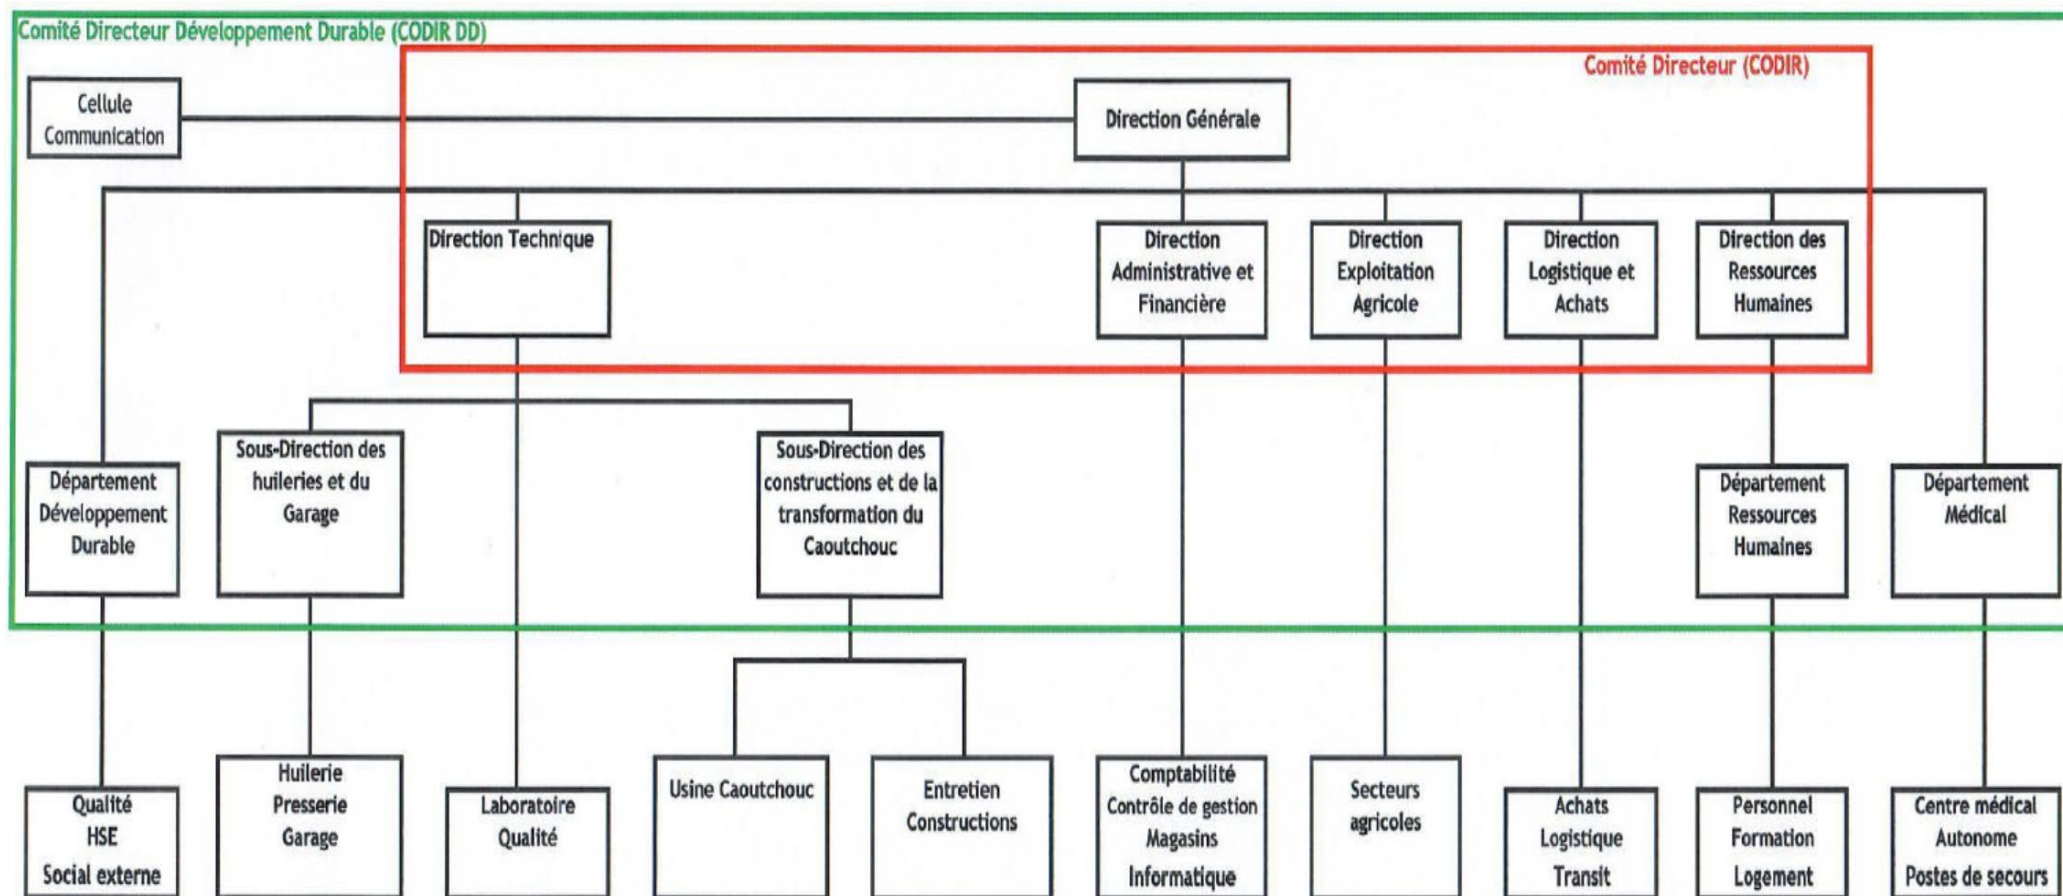 Comité Directeur Développement Durable (CODIR DD)
Comité Directeur (CODIR)
Cellule
Communication
Direction Générale
Direction Technique
Direction
Administrative et
Financière
Direction
Exploitation
Agricole
Direction
Logistique et
Achats
Direction des
Ressources
Humaines
Département
Développement
Durable
Sous-Direction des
huileries et du
Garage
Sous-Direction des
constructions et de la
transformation du
Caoutchouc
Département
Ressources
Humaines
Département
Médical
Qualité
HSE
Social externe
Huilerie
Presserie
Garage
Laboratoire
Qualité
Usine Caoutchouc
Entretien
Constructions
Comptabilité
Contrôle de gestion
Magasins
Informatique
Secteurs
agricoles
Achats
Logistique
Transit
Personnel
Formation
Logement
Centre médical
Autonome
Postes de secours